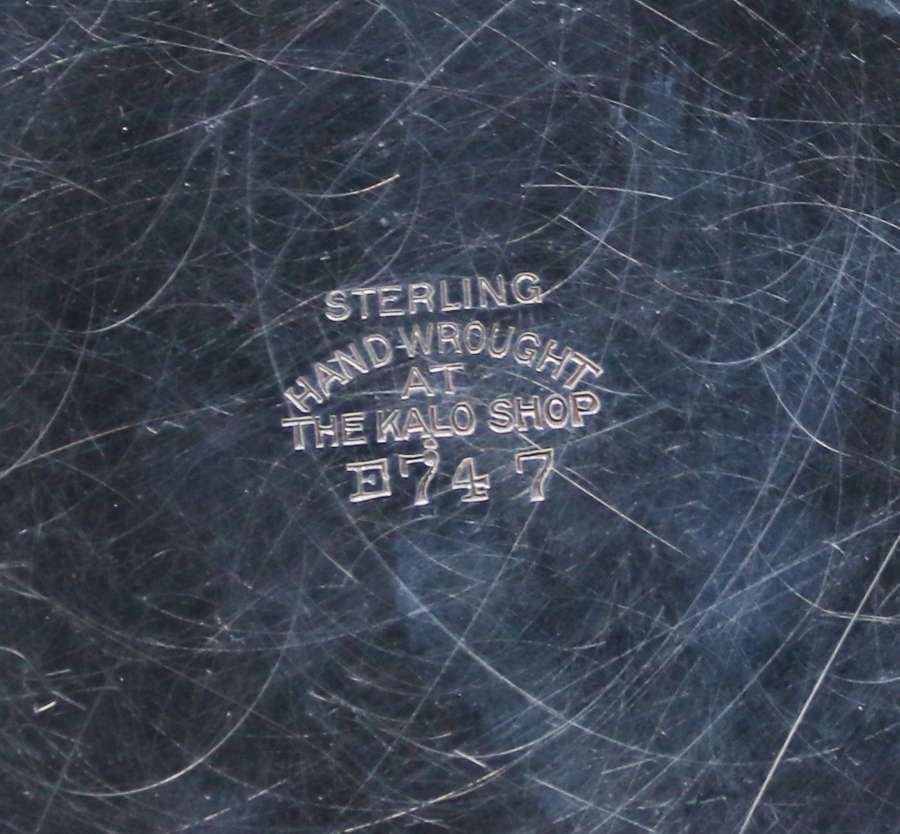 STERLING
HAND-WROUGHT
AT
THE KALO SHOP
E747